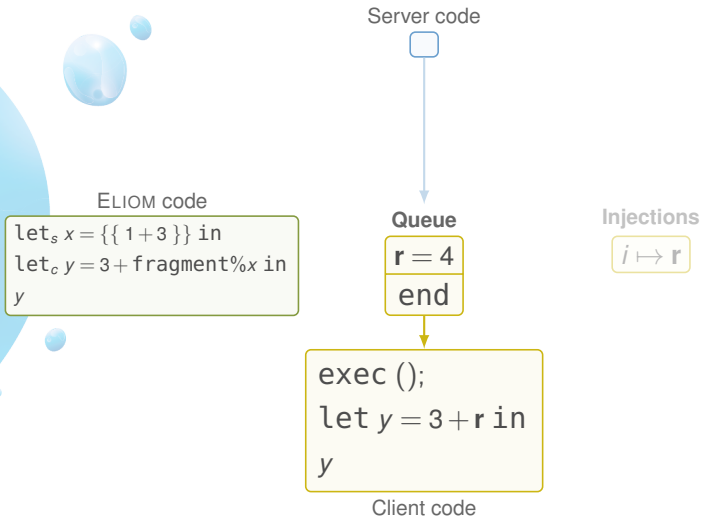 Server code
ELIOM code
let_s x = {{ 1+3 }} in
let_c y = 3+fragment%x in
y
Queue
r = 4
end
Injections
i ↦ r
exec ();
let y = 3+r in
y
Client code